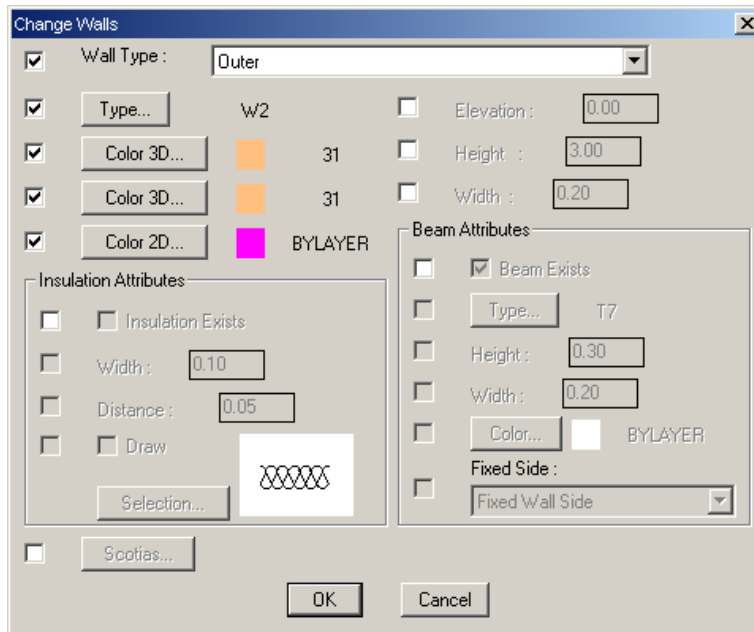 Change Walls
Wall Type :
Outer
Type...
W2
Color 3D...
31
Color 3D...
31
Color 2D...
BYLAYER
Elevation :
0.00
Height :
3.00
Width :
0.20
Insulation Attributes
Insulation Exists
Width :
0.10
Distance :
0.05
Draw
Selection...
Beam Attributes
Beam Exists
Type...
T7
Height :
0.30
Width :
0.20
Color...
BYLAYER
Fixed Side :
Fixed Wall Side
Scotias...
OK
Cancel